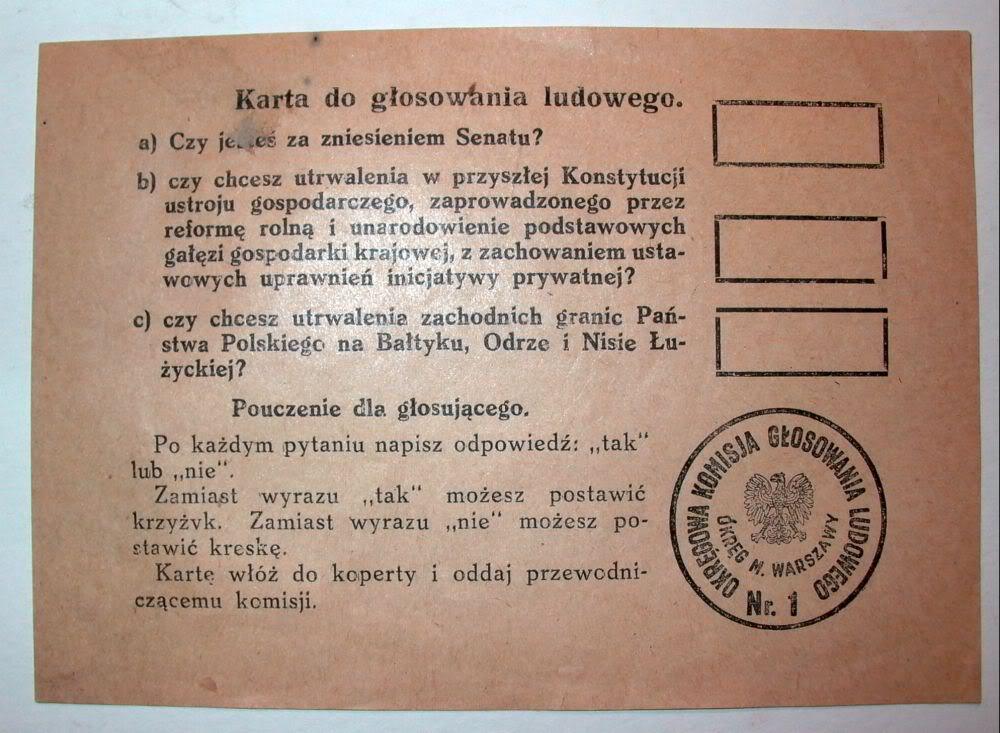 Karta do głosowania ludowego.
a) Czy jesteś za zniesieniem Senatu?
b) czy chcesz utrwalenia w przyszłej Konstytucji
ustroju gospodarczego, zaprowadzonego przez
reformę rolną i unarodowienie podstawowych
gałęzi gospodarki krajowej, z zachowaniem usta-
wowych uprawnień inicjatywy prywatnej?
c) czy chcesz utrwalenia zachodnich granic Pań-
stwa Polskiego na Bałtyku, Odrze i Nisie Łu-
życkiej?
Pouczenie dla głosującego.
Po każdym pytaniu napisz odpowiedź: „tak"
lub „nie".
Zamiast wyrazu „tak" możesz postawić
krzyżyk. Zamiast wyrazu „nie" możesz po-
stawić kreskę.
Kartę włóż do koperty i oddaj przewodni-
czącemu komisji.
OKRĘGOWA KOMISJA GŁOSOWANIA LUDOWEGO
OKRĘG M. WARSZAWY
Nr. 1